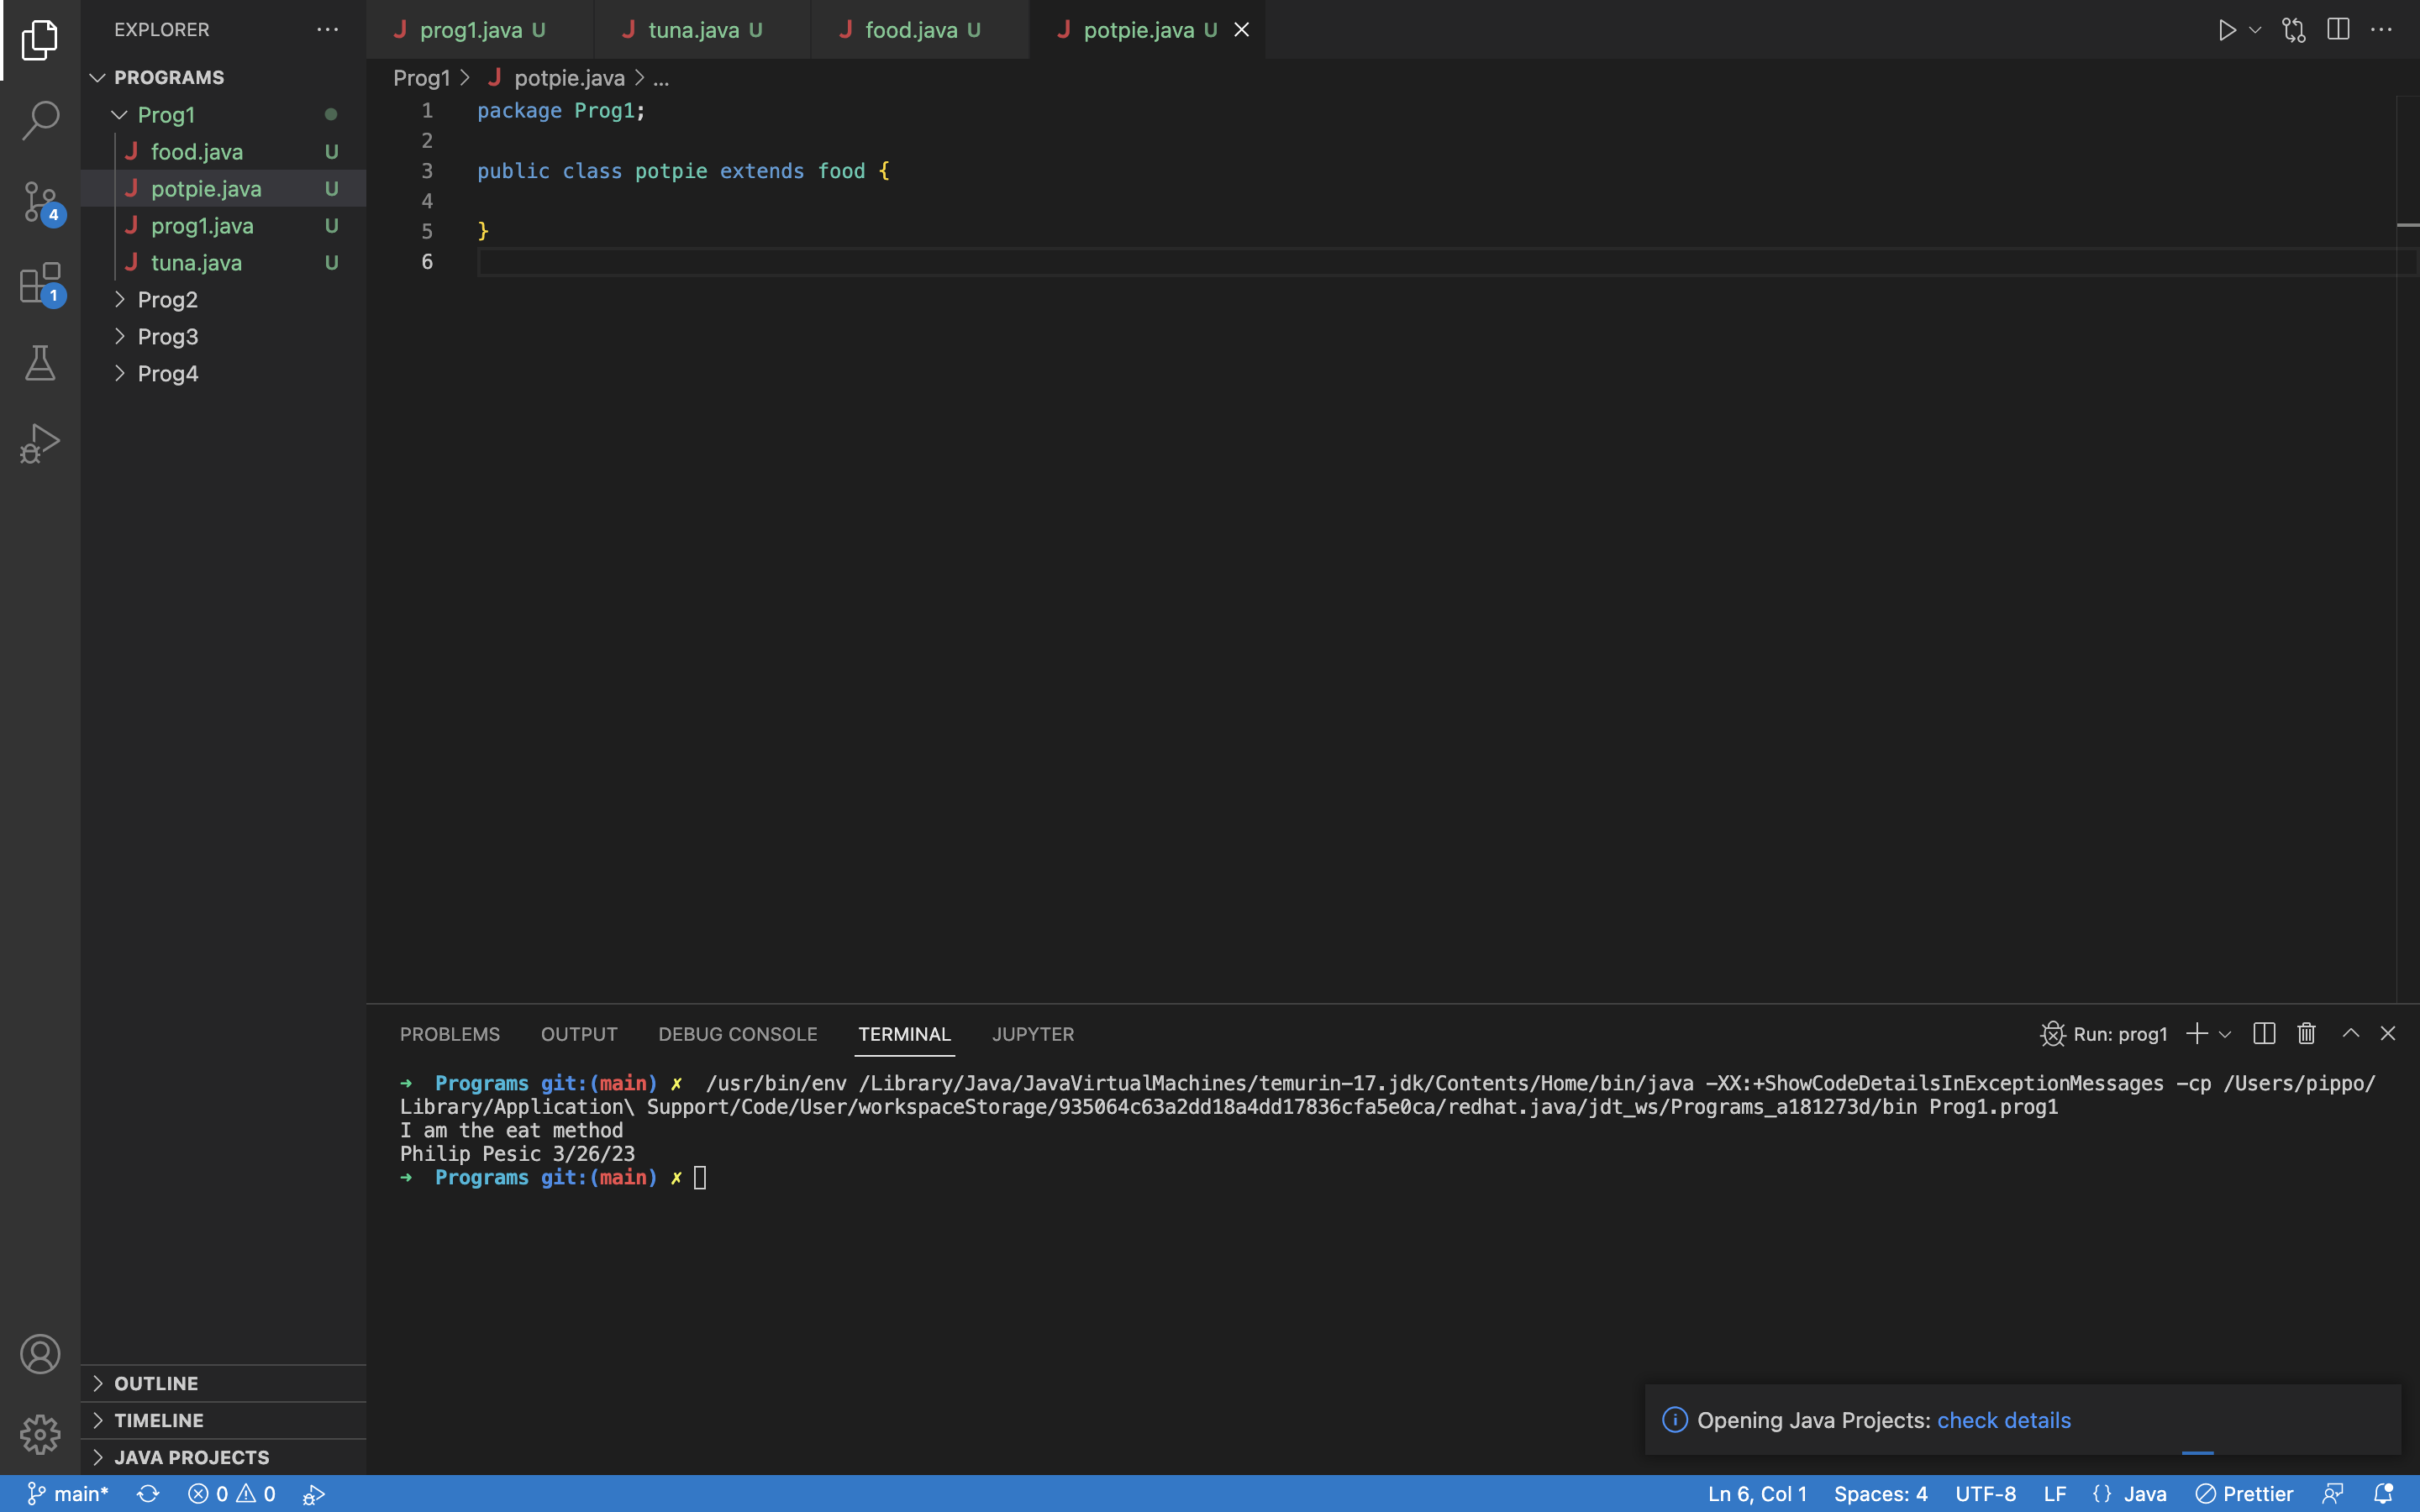 EXPLORER
PROGRAMS
Prog1
food.java U
potpie.java U
prog1.java U
tuna.java U
Prog2
Prog3
Prog4
4
1
OUTLINE
TIMELINE
JAVA PROJECTS
prog1.java U
tuna.java U
food.java U
potpie.java U
Prog1 > potpie.java > ...
1 package Prog1;
2
3 public class potpie extends food {
4
5 }
6
PROBLEMS OUTPUT DEBUG CONSOLE TERMINAL JUPYTER
Run: prog1
➜ Programs git:(main) ✗ /usr/bin/env /Library/Java/JavaVirtualMachines/temurin-17.jdk/Contents/Home/bin/java -XX:+ShowCodeDetailsInExceptionMessages -cp /Users/pippo/
Library/Application\ Support/Code/User/workspaceStorage/935064c63a2dd18a4dd17836cfa5e0ca/redhat.java/jdt_ws/Programs_a181273d/bin Prog1.prog1
I am the eat method
Philip Pesic 3/26/23
➜ Programs git:(main) ✗
Opening Java Projects: check details
main* 0 0 Ln 6, Col 1 Spaces: 4 UTF-8 LF {} Java Prettier